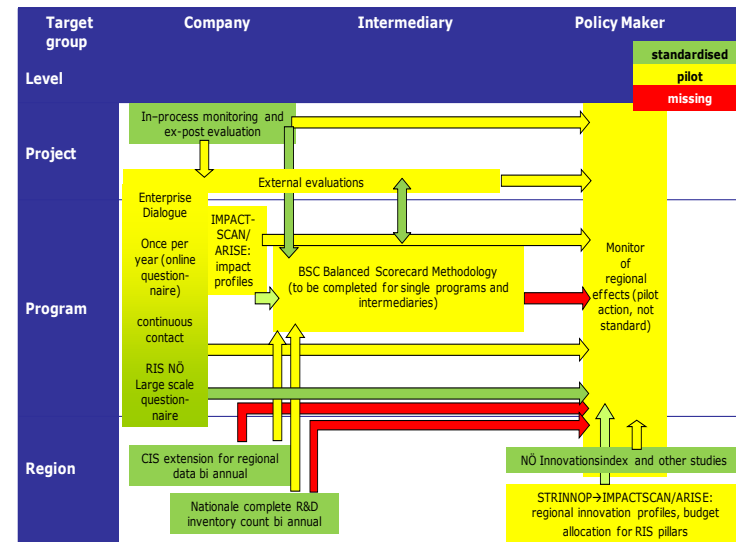 Target
group
Company
Intermediary
Policy Maker
standardised
pilot
missing
Level
Project
In-process monitoring and
ex-post evaluation
External evaluations
Enterprise
Dialogue
Once per
year (online
question-
naire)
continuous
contact
RIS NÖ
Large scale
question-
naire
IMPACT-
SCAN/
ARISE:
impact
profiles
BSC Balanced Scorecard Methodology
(to be completed for single programs and
intermediaries)
Monitor
of
regional
effects (pilot
action, not
standard)
Program
Region
CIS extension for regional
data bi annual
Nationale complete R&D
inventory count bi annual
NÖ Innovationsindex and other studies
STRINNOP→IMPACTSCAN/ARISE:
regional innovation profiles, budget
allocation for RIS pillars